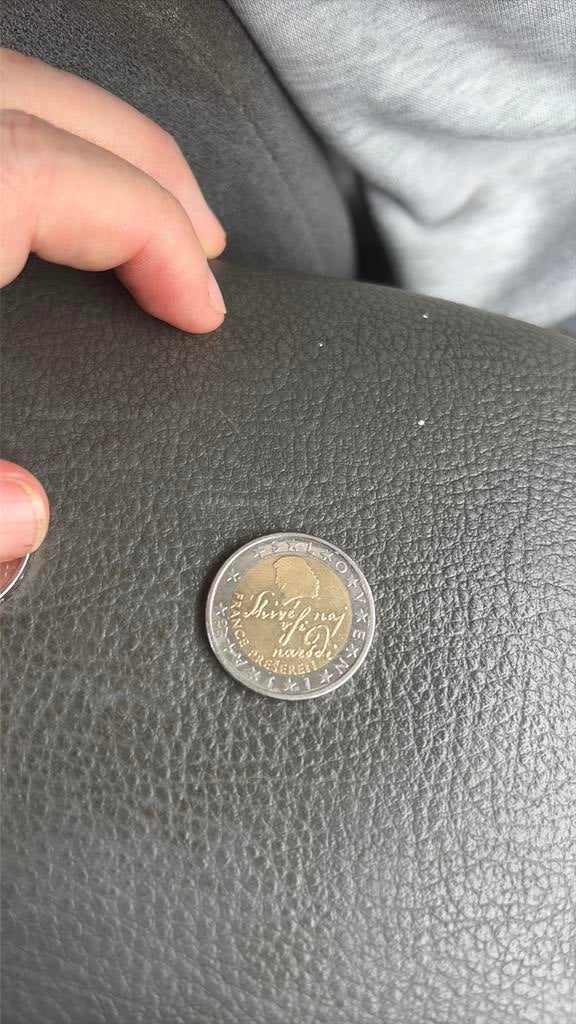 SLOVENIJA
Shivé naj
vſi
narodi
FRANCE PREŠEREN